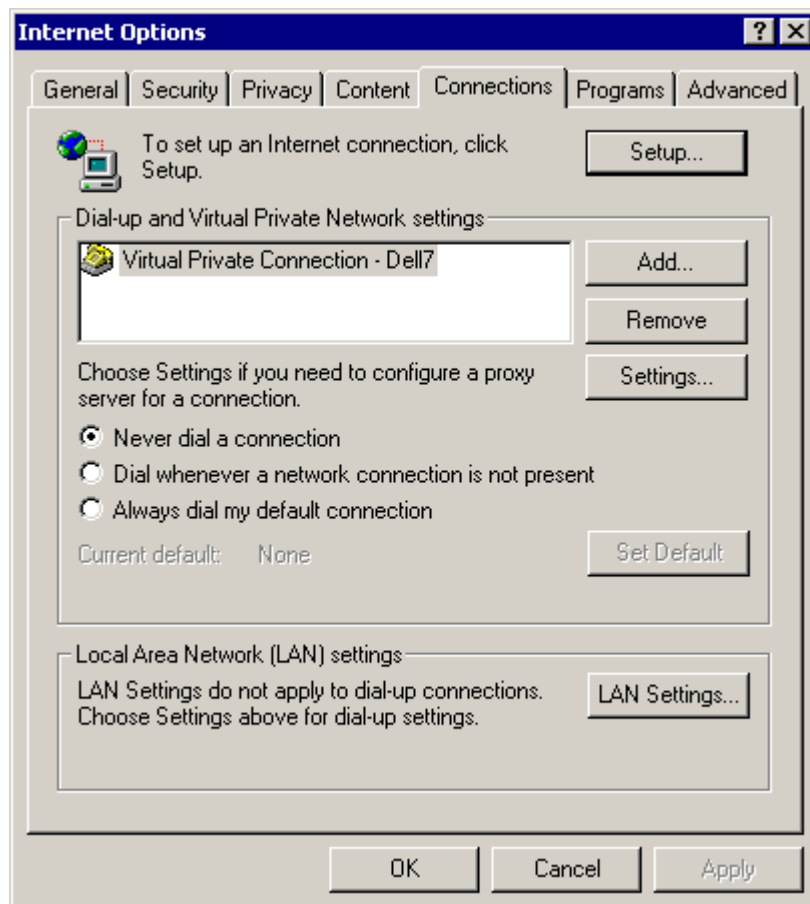 Internet Options
General Security Privacy Content Connections Programs Advanced
To set up an Internet connection, click
Setup.
Setup...
Dial-up and Virtual Private Network settings
Virtual Private Connection - Dell7
Add...
Remove
Choose Settings if you need to configure a proxy
server for a connection.
Settings...
Never dial a connection
Dial whenever a network connection is not present
Always dial my default connection
Current default: None
Set Default
Local Area Network (LAN) settings
LAN Settings do not apply to dial-up connections.
Choose Settings above for dial-up settings.
LAN Settings...
OK Cancel Apply